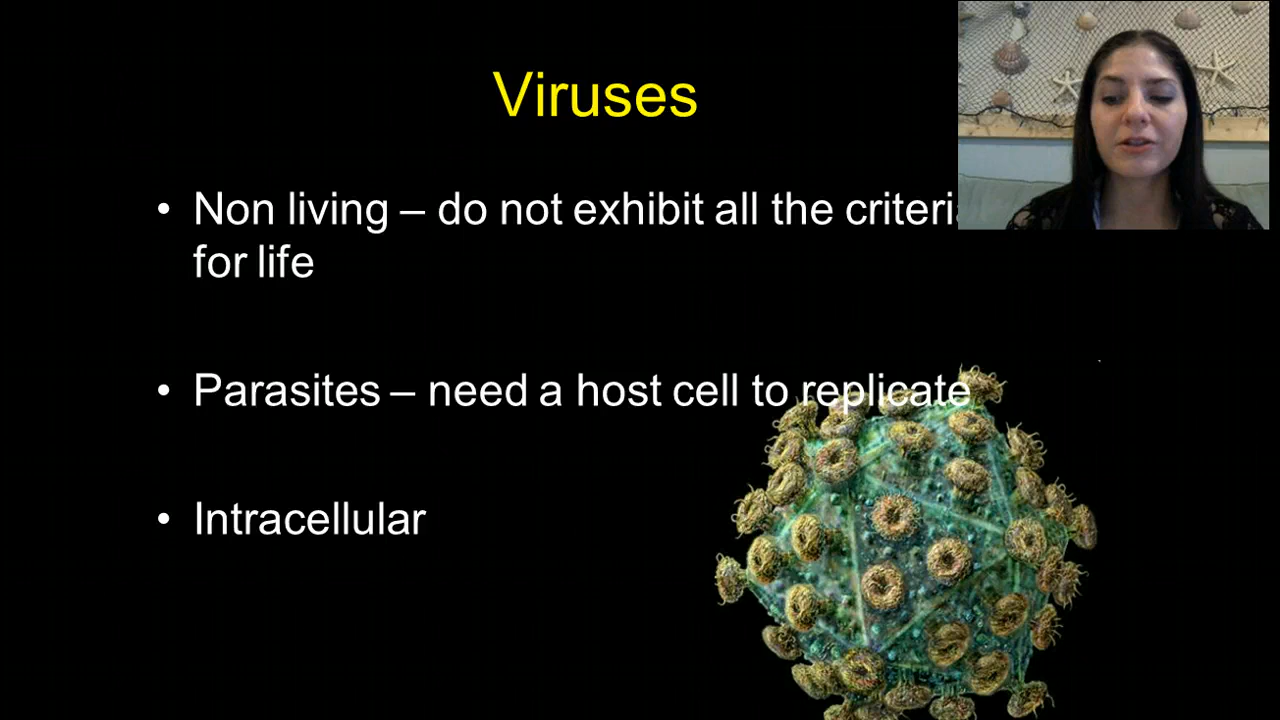 Viruses
• Non living – do not exhibit all the criteria
for life
• Parasites – need a host cell to replicate
• Intracellular